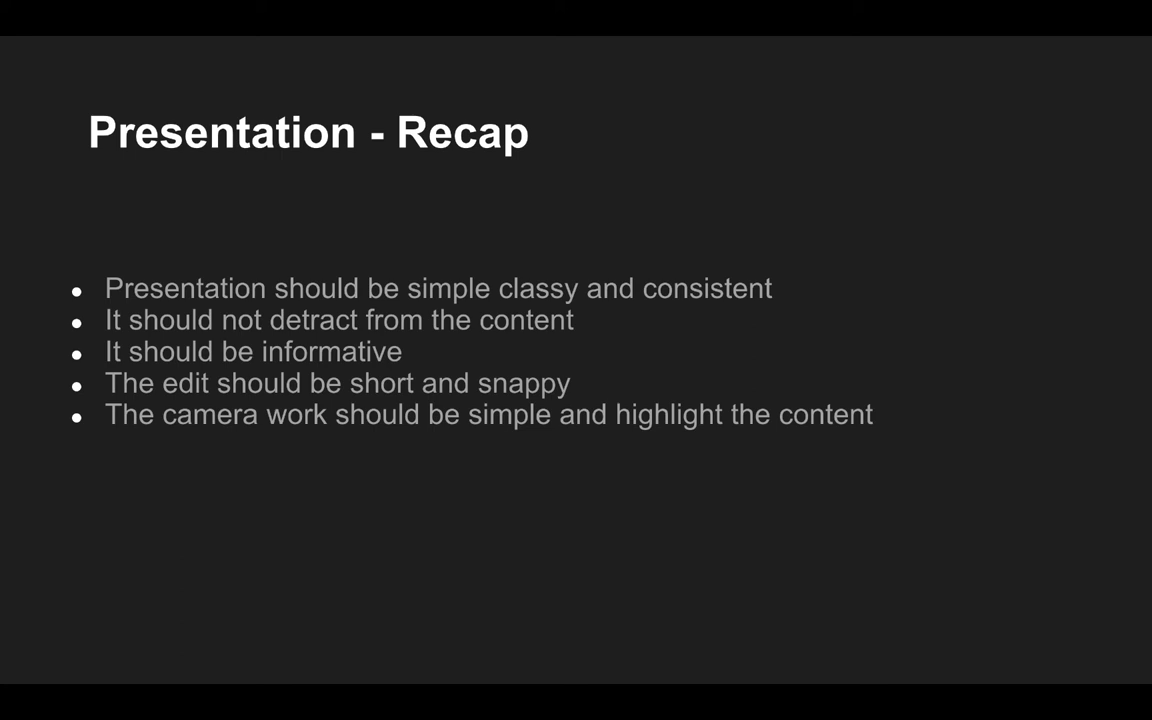 Presentation - Recap
● Presentation should be simple classy and consistent
● It should not detract from the content
● It should be informative
● The edit should be short and snappy
● The camera work should be simple and highlight the content